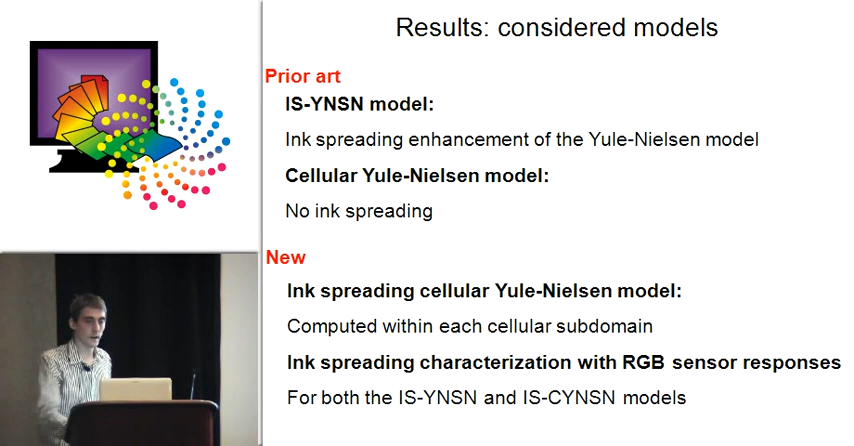 Results: considered models
Prior art
IS-YNSN model:
Ink spreading enhancement of the Yule-Nielsen model
Cellular Yule-Nielsen model:
No ink spreading
New
Ink spreading cellular Yule-Nielsen model:
Computed within each cellular subdomain
Ink spreading characterization with RGB sensor responses
For both the IS-YNSN and IS-CYNSN models